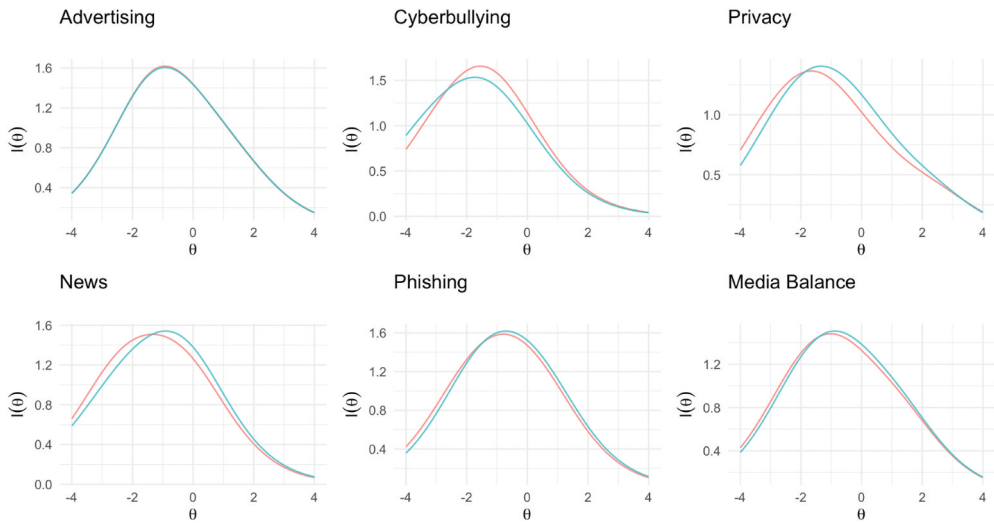 Advertising
I(θ)
1.6
1.2
0.8
0.4
-4 -2 0 2 4
θ
Cyberbullying
I(θ)
1.5
1.0
0.5
0.0
-4 -2 0 2 4
θ
Privacy
I(θ)
1.0
0.5
-4 -2 0 2 4
θ
News
I(θ)
1.6
1.2
0.8
0.4
0.0
-4 -2 0 2 4
θ
Phishing
I(θ)
1.6
1.2
0.8
0.4
-4 -2 0 2 4
θ
Media Balance
I(θ)
1.2
0.8
0.4
-4 -2 0 2 4
θ